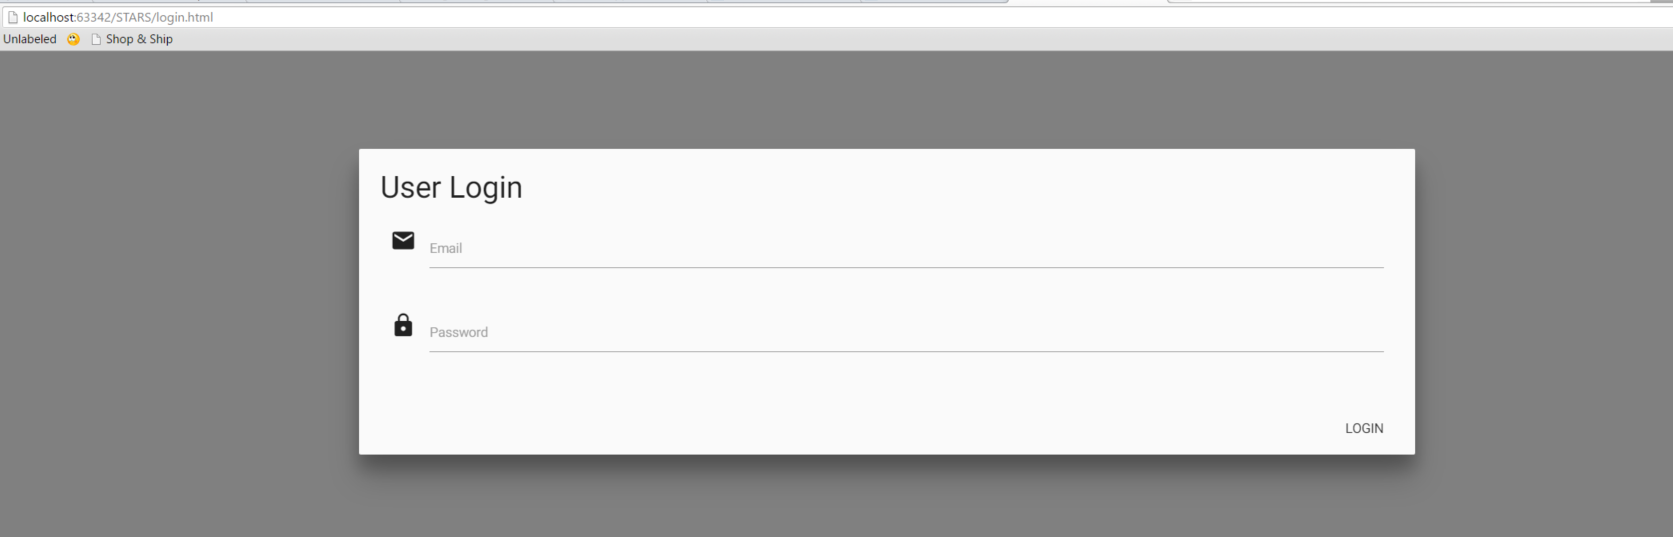 localhost:63342/STARS/login.html
Unlabeled Shop & Ship
User Login
Email
Password
LOGIN